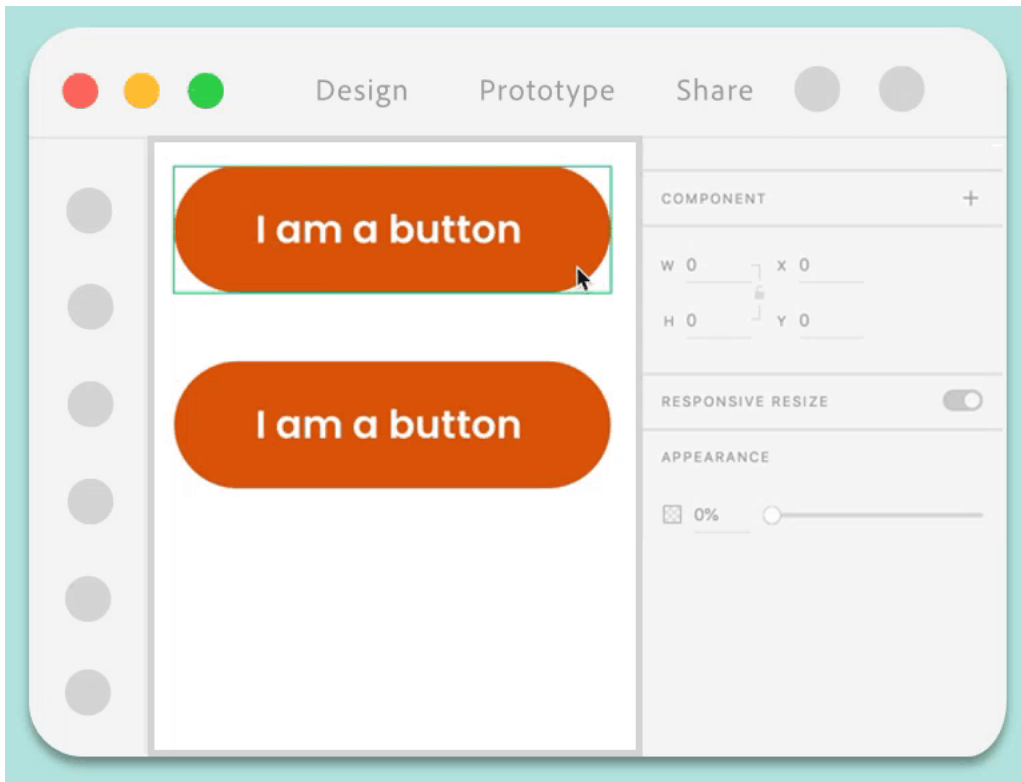 Design Prototype Share
I am a button
I am a button
COMPONENT +
W 0 X 0
H 0 Y 0
RESPONSIVE RESIZE
APPEARANCE
0%